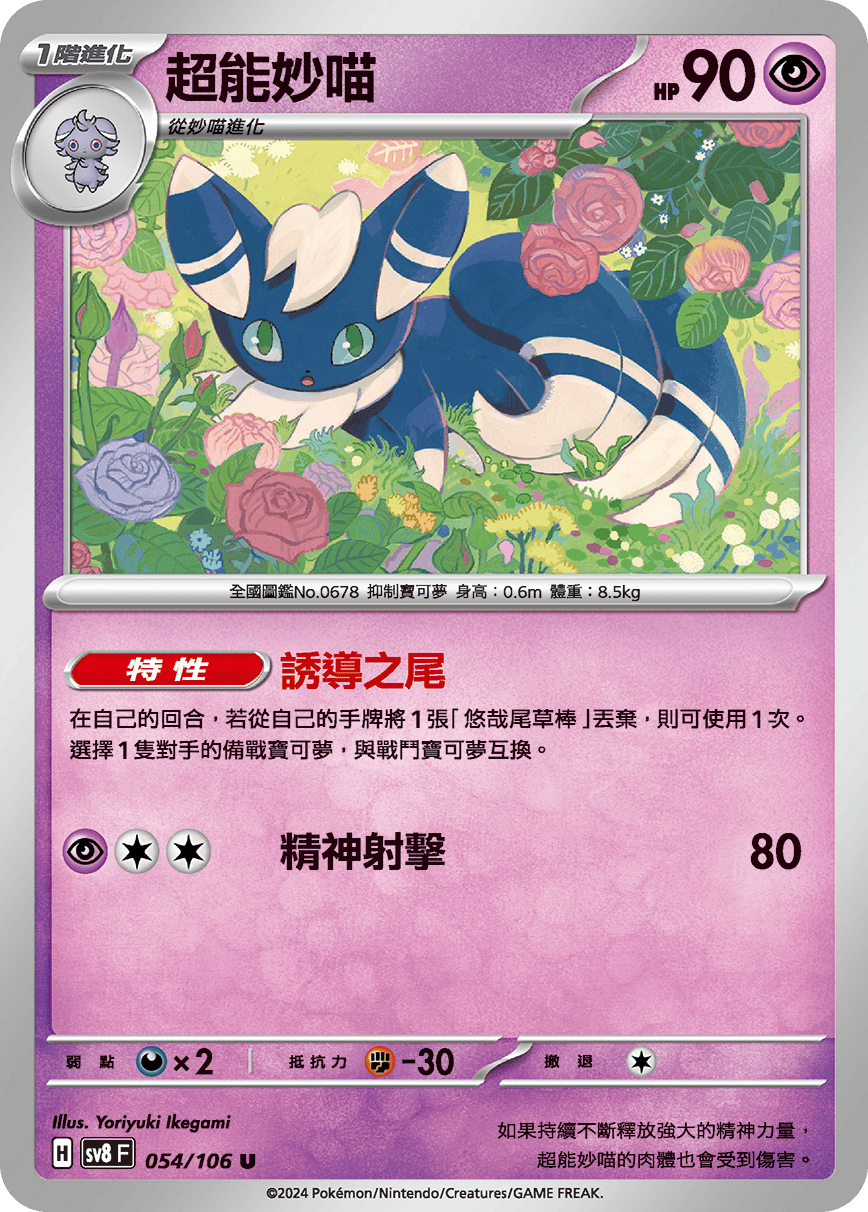 1階進化
超能妙喵
HP 90
從妙喵進化
全國圖鑑No.0678 抑制寶可夢 身高：0.6m 體重：8.5kg
特性 誘導之尾
在自己的回合，若從自己的手牌將1張「悠哉尾草棒」丟棄，則可使用1次。
選擇1隻對手的備戰寶可夢，與戰鬥寶可夢互換。
精神射擊 80
弱點 ×2 抵抗力 -30 撤退
Illus. Yoriyuki Ikegami
H sv8 F 054/106 U
如果持續不斷釋放強大的精神力量，
超能妙喵的肉體也會受到傷害。
©2024 Pokémon/Nintendo/Creatures/GAME FREAK.